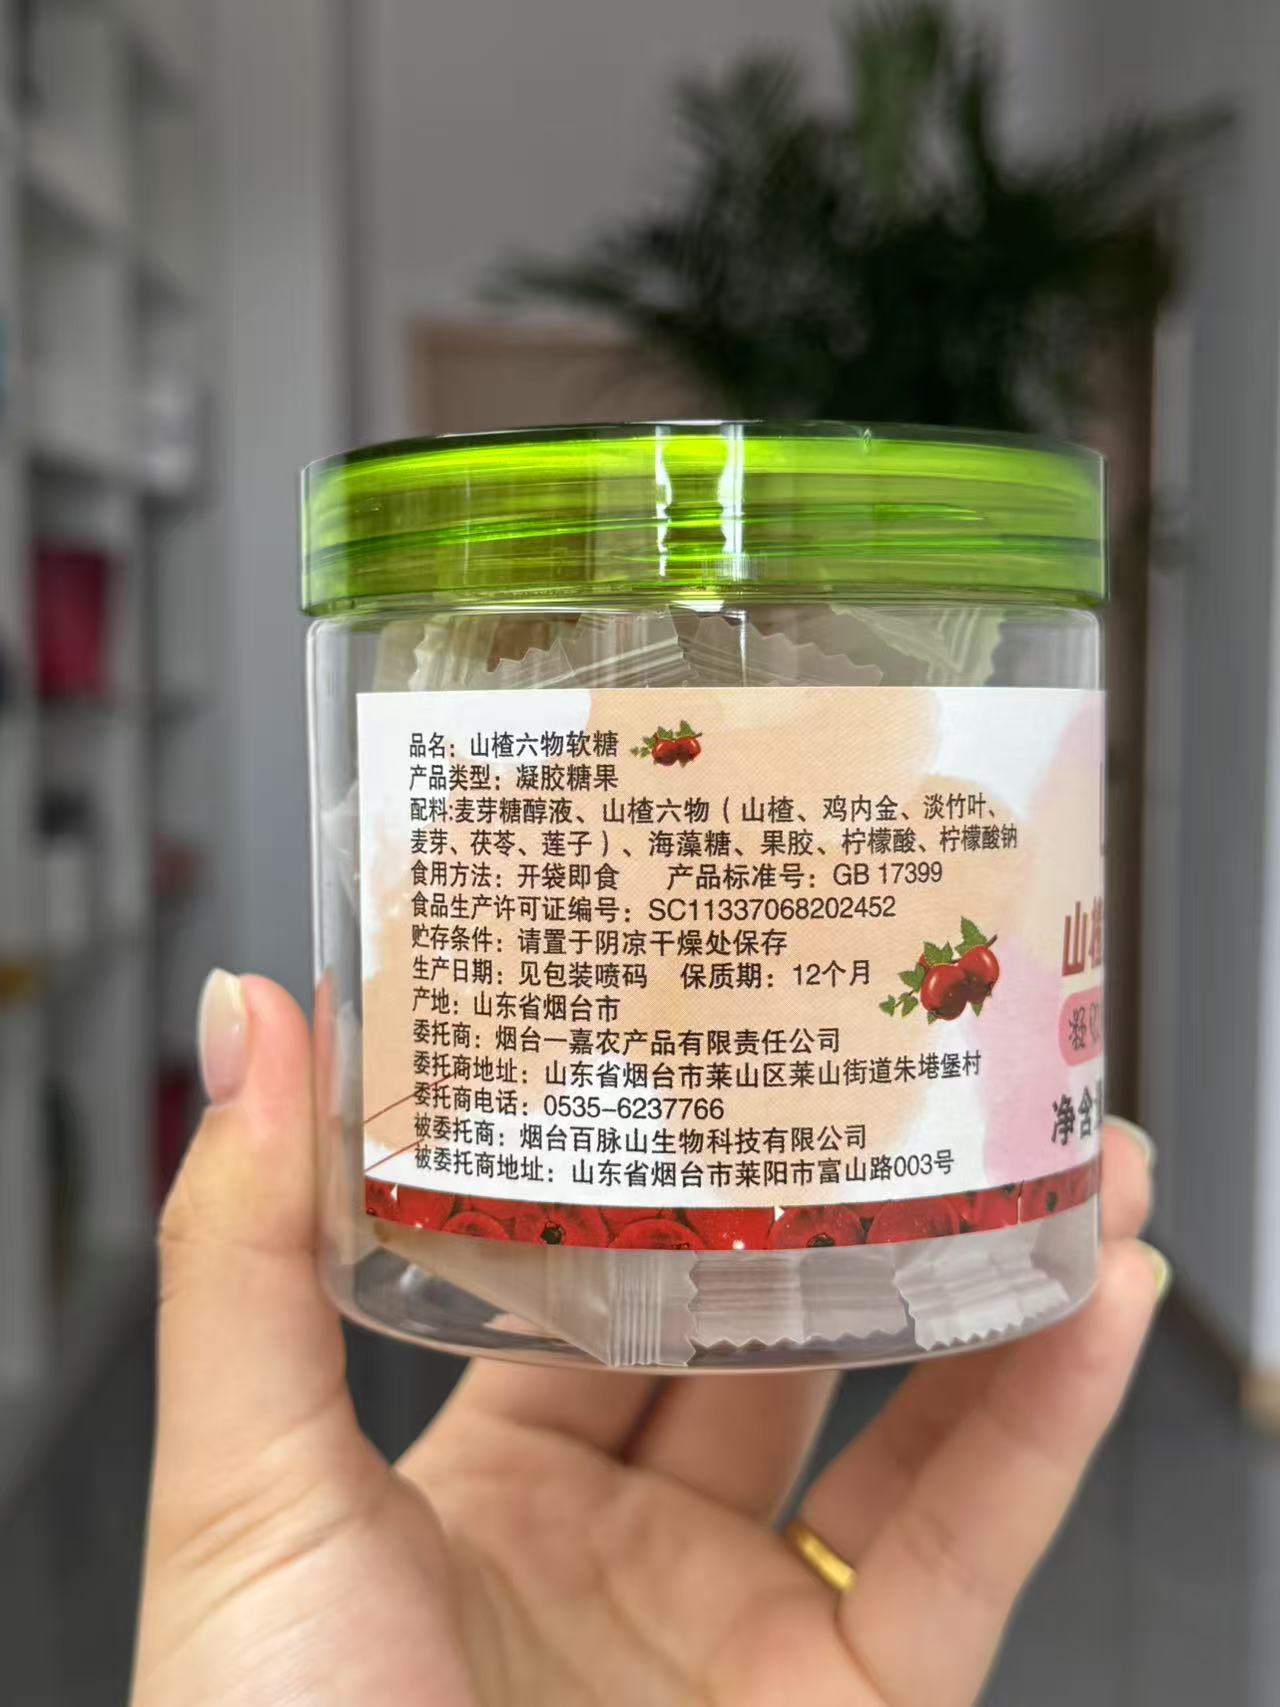 品名：山楂六物软糖
产品类型：凝胶糖果
配料:麦芽糖醇液、山楂六物（山楂、鸡内金、淡竹叶、
麦芽、茯苓、莲子）、海藻糖、果胶、柠檬酸、柠檬酸钠
食用方法：开袋即食 产品标准号：GB 17399
食品生产许可证编号：SC11337068202452
贮存条件：请置于阴凉干燥处保存
生产日期：见包装喷码 保质期：12个月
产地：山东省烟台市
委托商：烟台一嘉农产品有限责任公司
委托商地址：山东省烟台市莱山区莱山街道朱塂堡村
委托商电话：0535-6237766
被委托商：烟台百脉山生物科技有限公司
被委托商地址：山东省烟台市莱阳市富山路003号
山楂
凝
净含